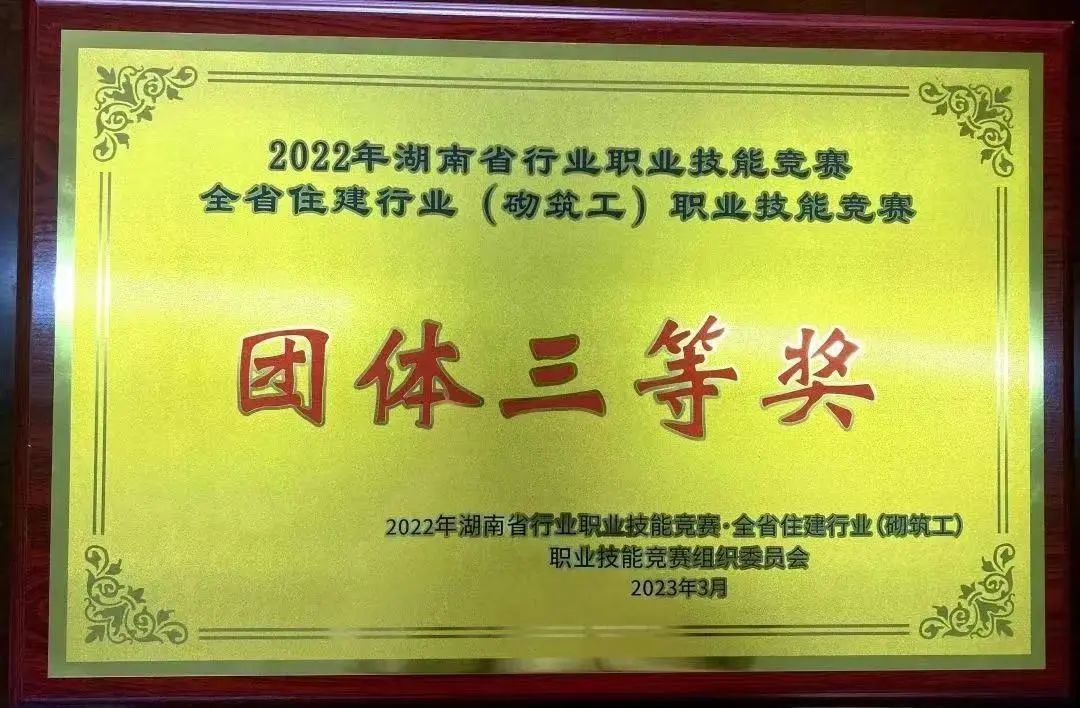 2022年湖南省行业职业技能竞赛
全省住建行业（砌筑工）职业技能竞赛
团体三等奖
2022年湖南省行业职业技能竞赛·全省住建行业(砌筑工)
职业技能竞赛组织委员会
2023年3月